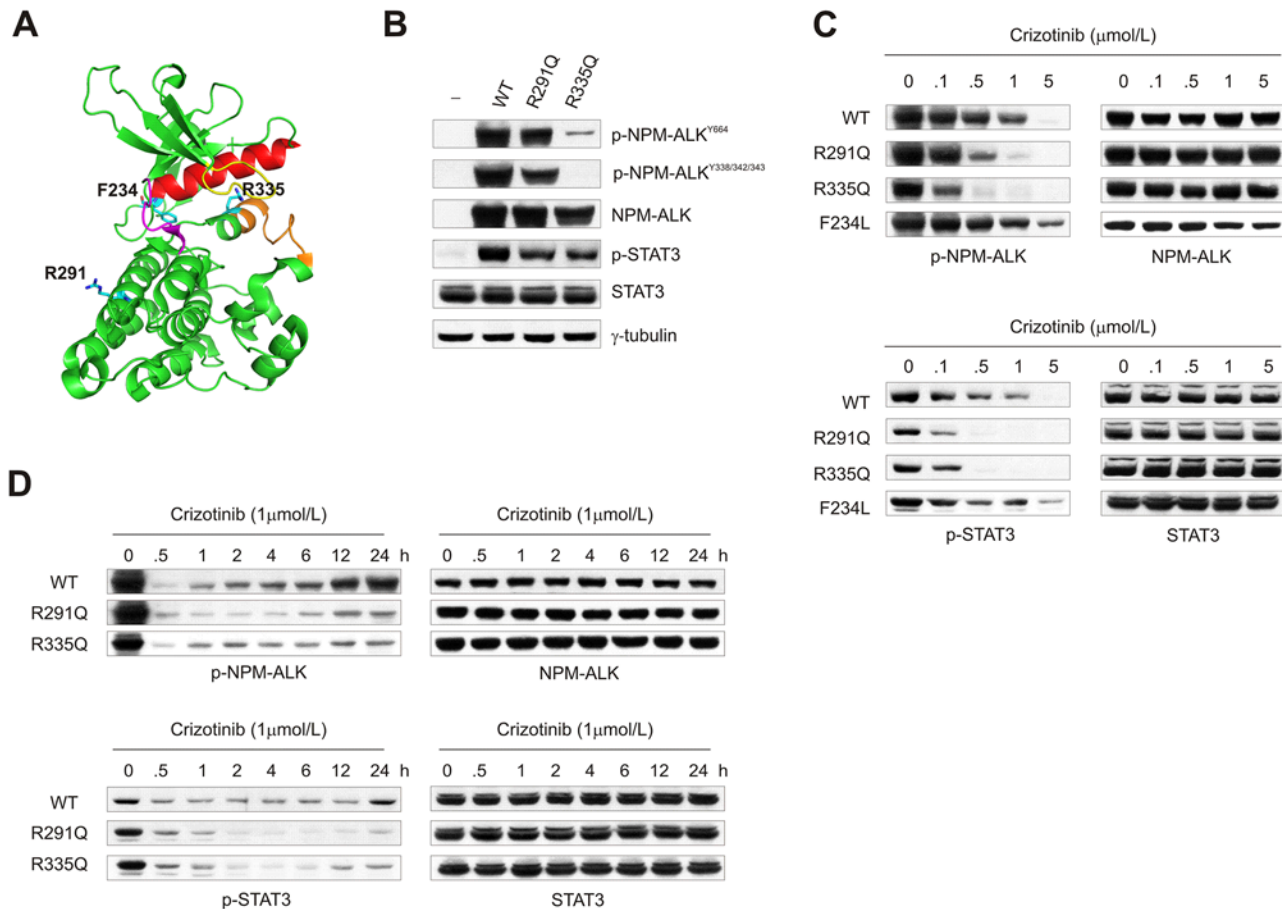 A
F234
R335
R291
B
– WT R291Q R335Q
p-NPM-ALK^Y664
p-NPM-ALK^Y338/342/343
NPM-ALK
p-STAT3
STAT3
γ-tubulin
C
Crizotinib (μmol/L)
0 .1 .5 1 5 0 .1 .5 1 5
WT
R291Q
R335Q
F234L
p-NPM-ALK NPM-ALK
Crizotinib (μmol/L)
0 .1 .5 1 5 0 .1 .5 1 5
WT
R291Q
R335Q
F234L
p-STAT3 STAT3
D
Crizotinib (1μmol/L) Crizotinib (1μmol/L)
0 .5 1 2 4 6 12 24 h 0 .5 1 2 4 6 12 24 h
WT
R291Q
R335Q
p-NPM-ALK NPM-ALK
Crizotinib (1μmol/L) Crizotinib (1μmol/L)
0 .5 1 2 4 6 12 24 h 0 .5 1 2 4 6 12 24 h
WT
R291Q
R335Q
p-STAT3 STAT3